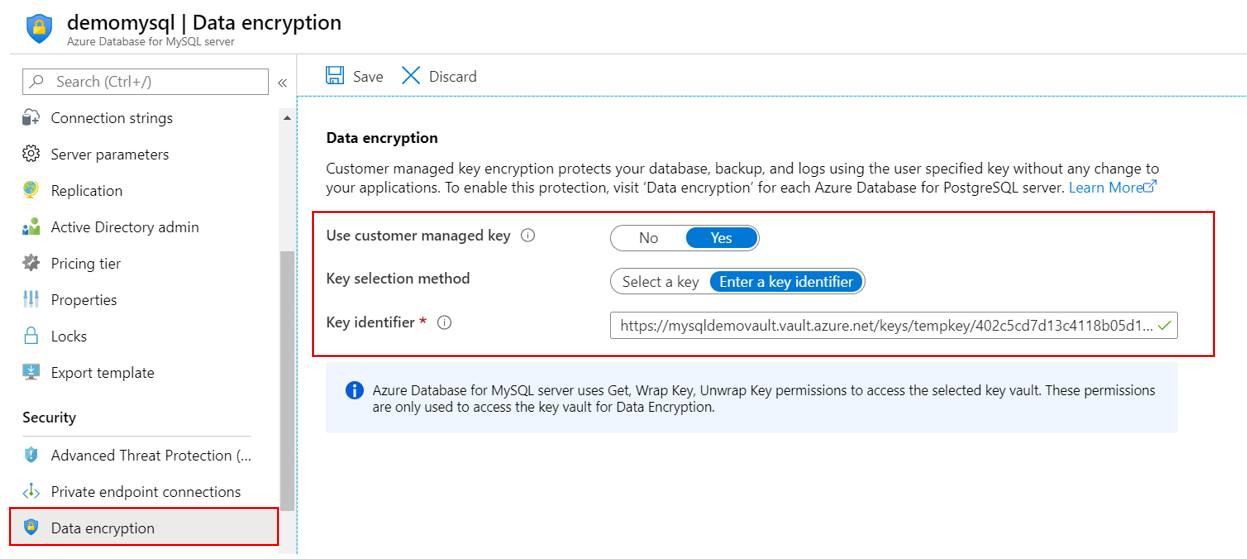 demomysql | Data encryption
Azure Database for MySQL server
Search (Ctrl+/)
«
Connection strings
Server parameters
Replication
Active Directory admin
Pricing tier
Properties
Locks
Export template
Security
Advanced Threat Protection (...
Private endpoint connections
Data encryption
Save
Discard
Data encryption
Customer managed key encryption protects your database, backup, and logs using the user specified key without any change to
your applications. To enable this protection, visit ‘Data encryption’ for each Azure Database for PostgreSQL server. Learn More
Use customer managed key
No
Yes
Key selection method
Select a key
Enter a key identifier
Key identifier *
https://mysqldemovault.vault.azure.net/keys/tempkey/402c5cd7d13c4118b05d1...
Azure Database for MySQL server uses Get, Wrap Key, Unwrap Key permissions to access the selected key vault. These permissions
are only used to access the key vault for Data Encryption.